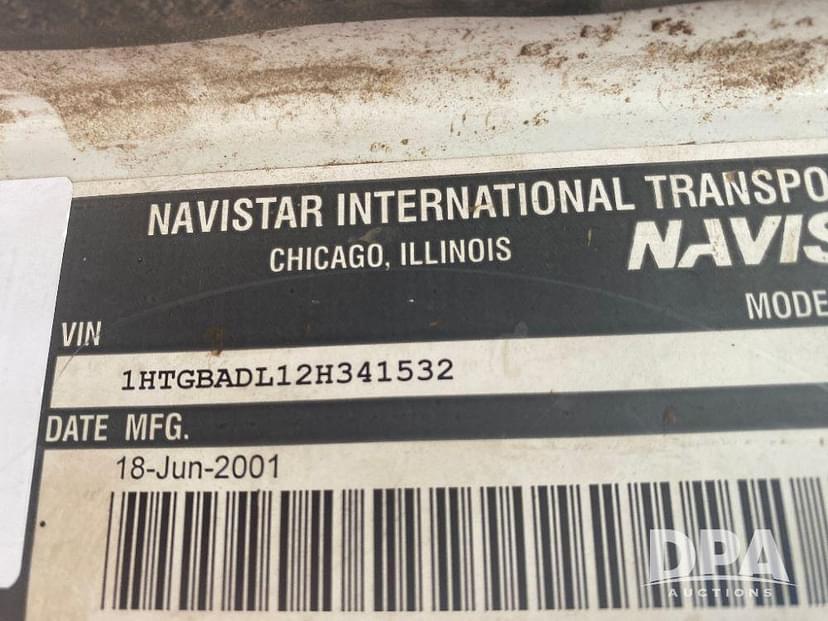 NAVISTAR INTERNATIONAL TRANSPO
CHICAGO, ILLINOIS
NAVIS
MODE
VIN
1HTGBADL12H341532
DATE MFG.
18-Jun-2001
DPA
AUCTIONS